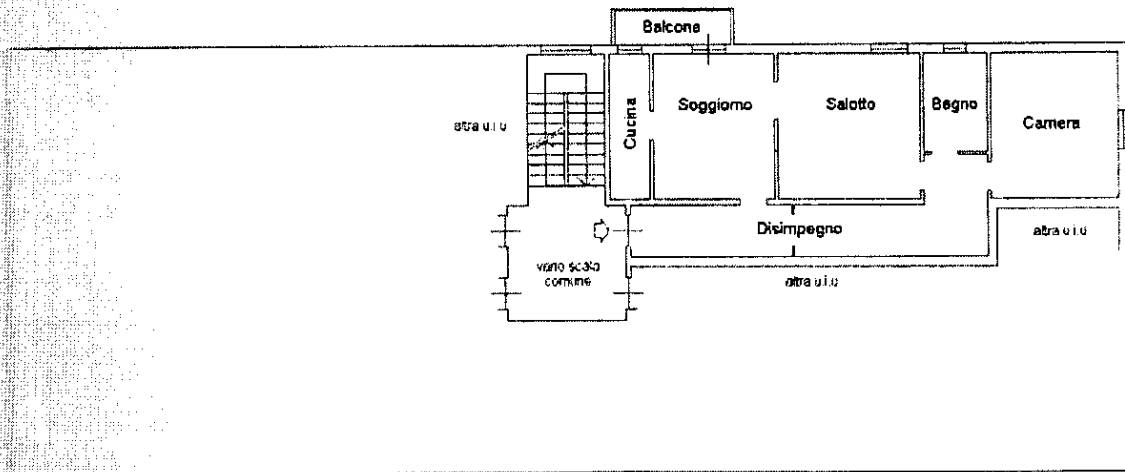 Balcone
Cucina
Soggiorno
Salotto
Bagno
Camera
altra u.i.u
Disimpegno
altra u.i.u
vano scala
comune
altra u.i.u